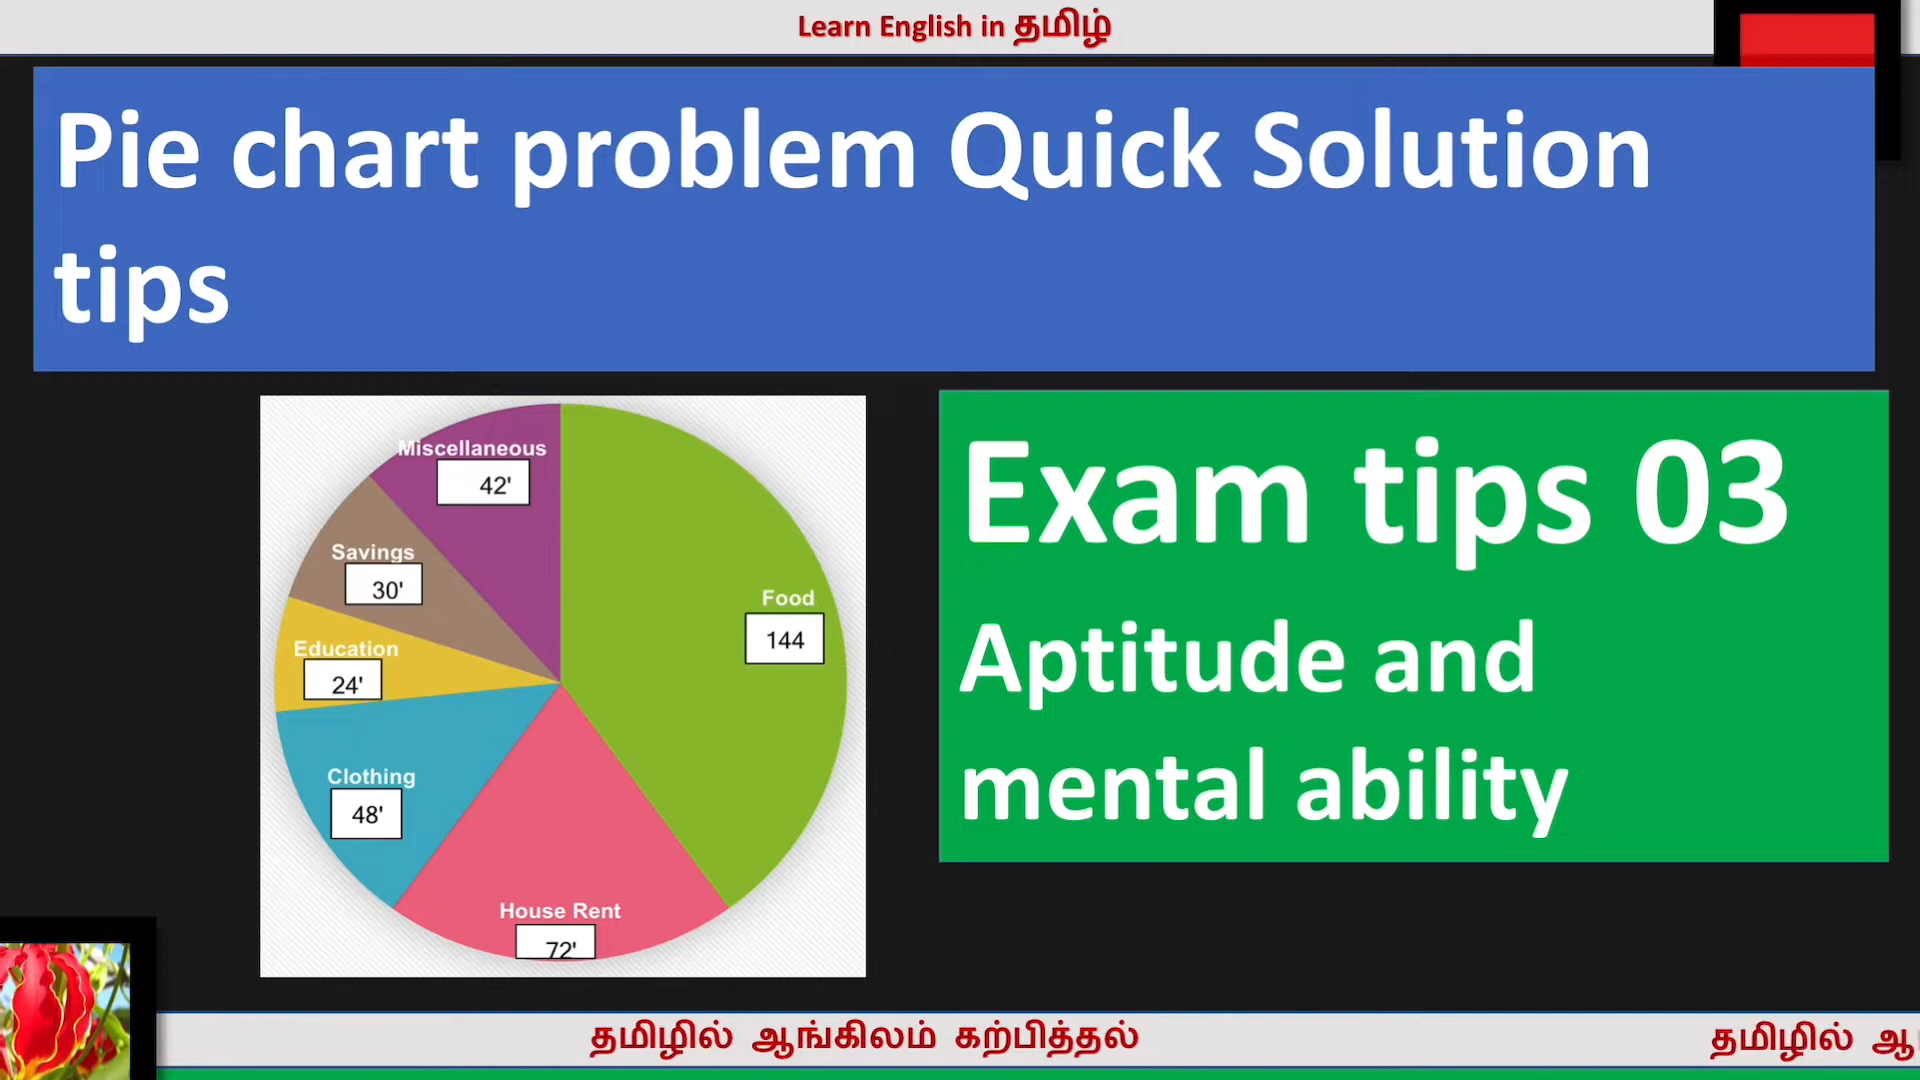 Learn English in தமிழ்
Pie chart problem Quick Solution
tips
Miscellaneous
42'
Savings
30'
Education
24'
Clothing
48'
House Rent
72'
Food
144
Exam tips 03
Aptitude and
mental ability
தமிழில் ஆங்கிலம் கற்பித்தல்
தமிழில் ஆ